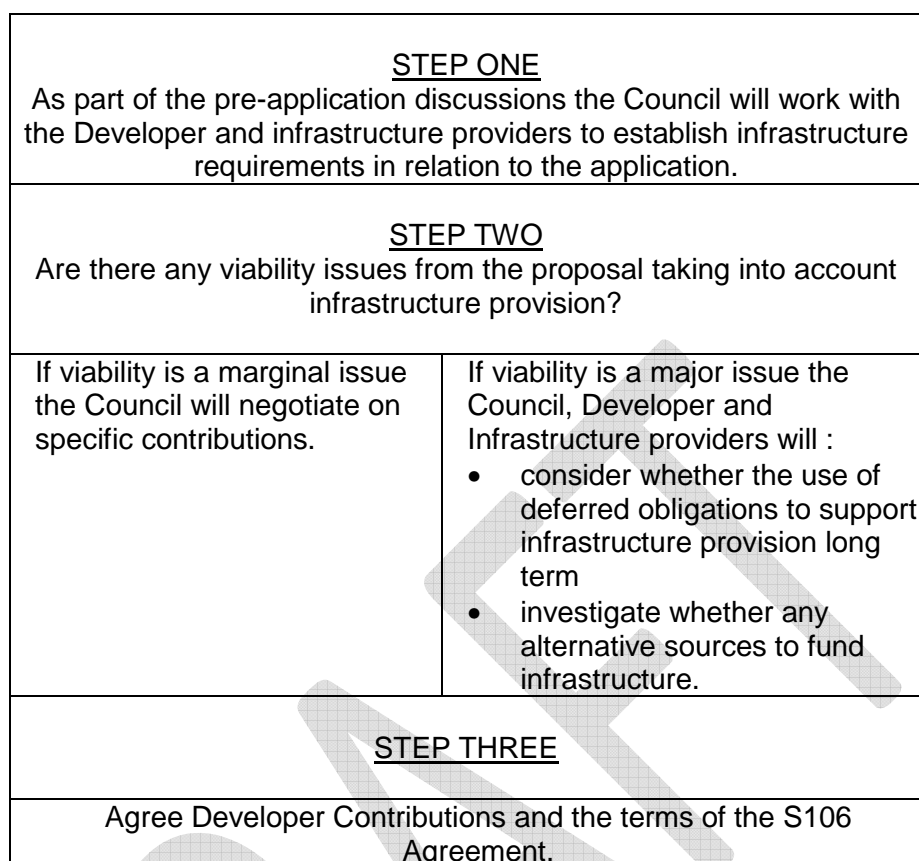 STEP ONE
As part of the pre-application discussions the Council will work with
the Developer and infrastructure providers to establish infrastructure
requirements in relation to the application.
STEP TWO
Are there any viability issues from the proposal taking into account
infrastructure provision?
If viability is a marginal issue
the Council will negotiate on
specific contributions.
If viability is a major issue the
Council, Developer and
Infrastructure providers will :
• consider whether the use of
deferred obligations to support
infrastructure provision long
term
• investigate whether any
alternative sources to fund
infrastructure.
STEP THREE
Agree Developer Contributions and the terms of the S106
Agreement.
DRAFT